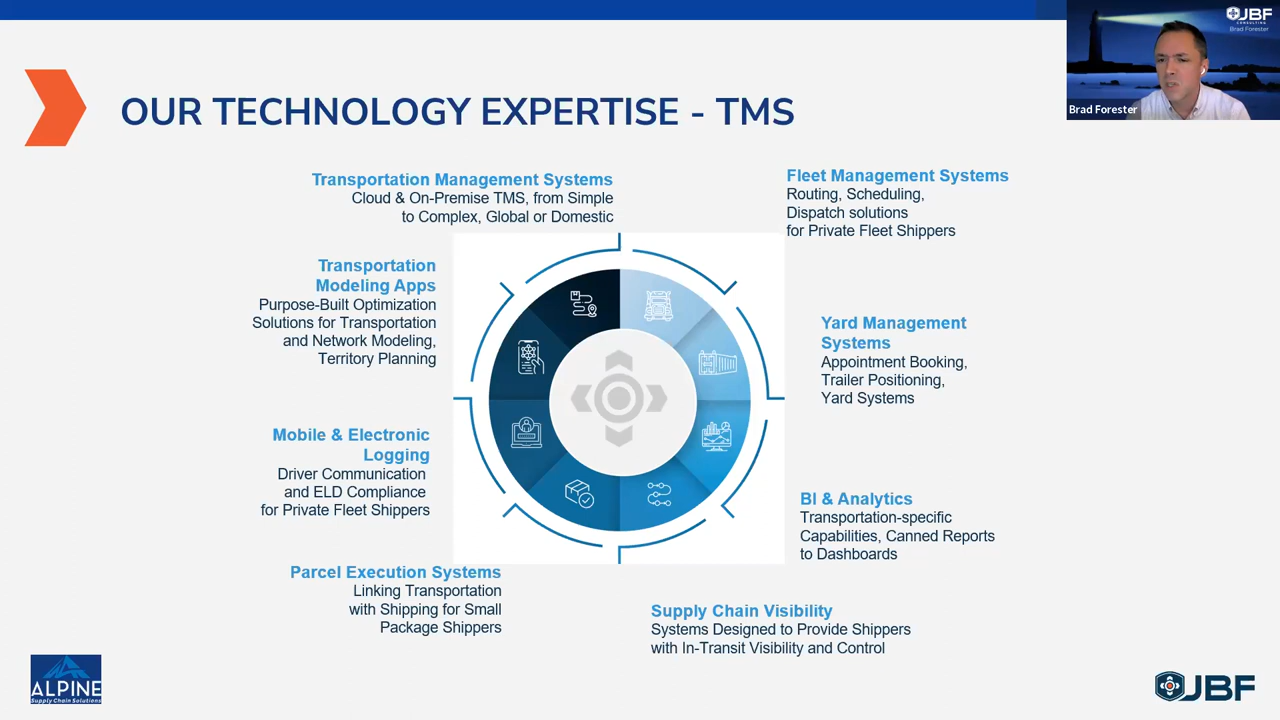 OUR TECHNOLOGY EXPERTISE - TMS
JBF
CONSULTING
Brad Forester
Brad Forester
Transportation Management Systems
Cloud & On-Premise TMS, from Simple
to Complex, Global or Domestic
Fleet Management Systems
Routing, Scheduling,
Dispatch solutions
for Private Fleet Shippers
Transportation
Modeling Apps
Purpose-Built Optimization
Solutions for Transportation
and Network Modeling,
Territory Planning
Yard Management
Systems
Appointment Booking,
Trailer Positioning,
Yard Systems
Mobile & Electronic
Logging
Driver Communication
and ELD Compliance
for Private Fleet Shippers
BI & Analytics
Transportation-specific
Capabilities, Canned Reports
to Dashboards
Parcel Execution Systems
Linking Transportation
with Shipping for Small
Package Shippers
Supply Chain Visibility
Systems Designed to Provide Shippers
with In-Transit Visibility and Control
ALPINE
Supply Chain Solutions
JBF